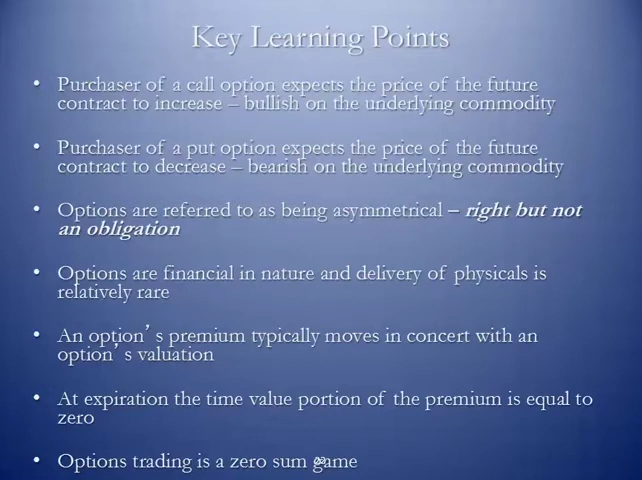 Key Learning Points
• Purchaser of a call option expects the price of the future
contract to increase – bullish on the underlying commodity
• Purchaser of a put option expects the price of the future
contract to decrease – bearish on the underlying commodity
• Options are referred to as being asymmetrical – right but not
an obligation
• Options are financial in nature and delivery of physicals is
relatively rare
• An option’s premium typically moves in concert with an
option’s valuation
• At expiration the time value portion of the premium is equal to
zero
• Options trading is a zero sum game